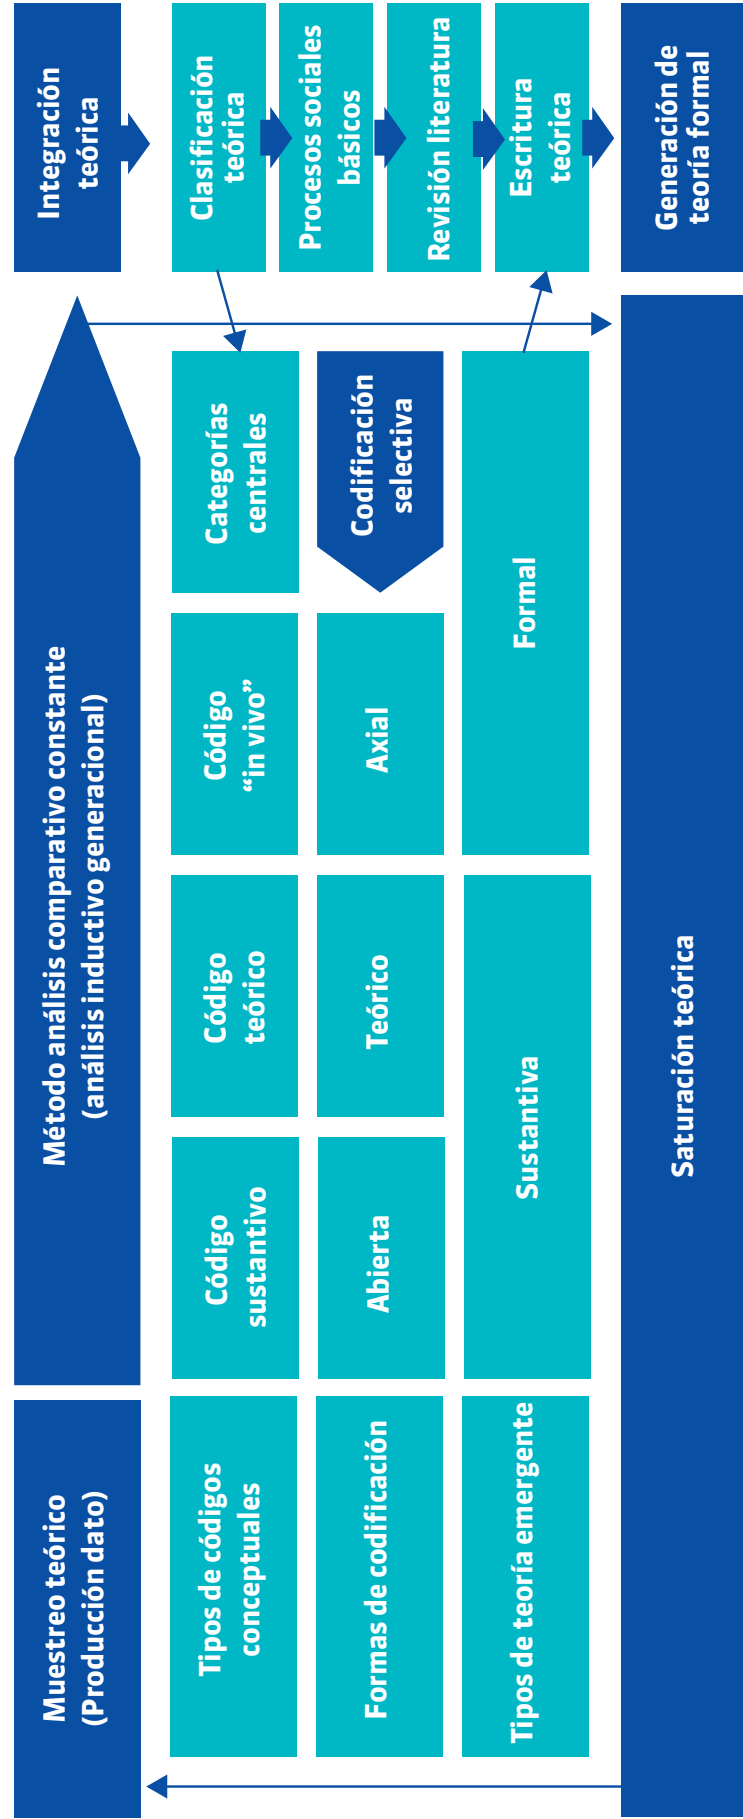 Muestreo teórico
(Producción dato)
Método análisis comparativo constante
(análisis inductivo generacional)
Integración
teórica
Tipos de códigos
conceptuales
Código
sustantivo
Código
teórico
Código
“in vivo”
Categorías
centrales
Clasificación
teórica
Procesos sociales
básicos
Formas de codificación
Abierta
Teórico
Axial
Codificación
selectiva
Revisión literatura
Tipos de teoría emergente
Sustantiva
Formal
Escritura
teórica
Saturación teórica
Generación de
teoría formal